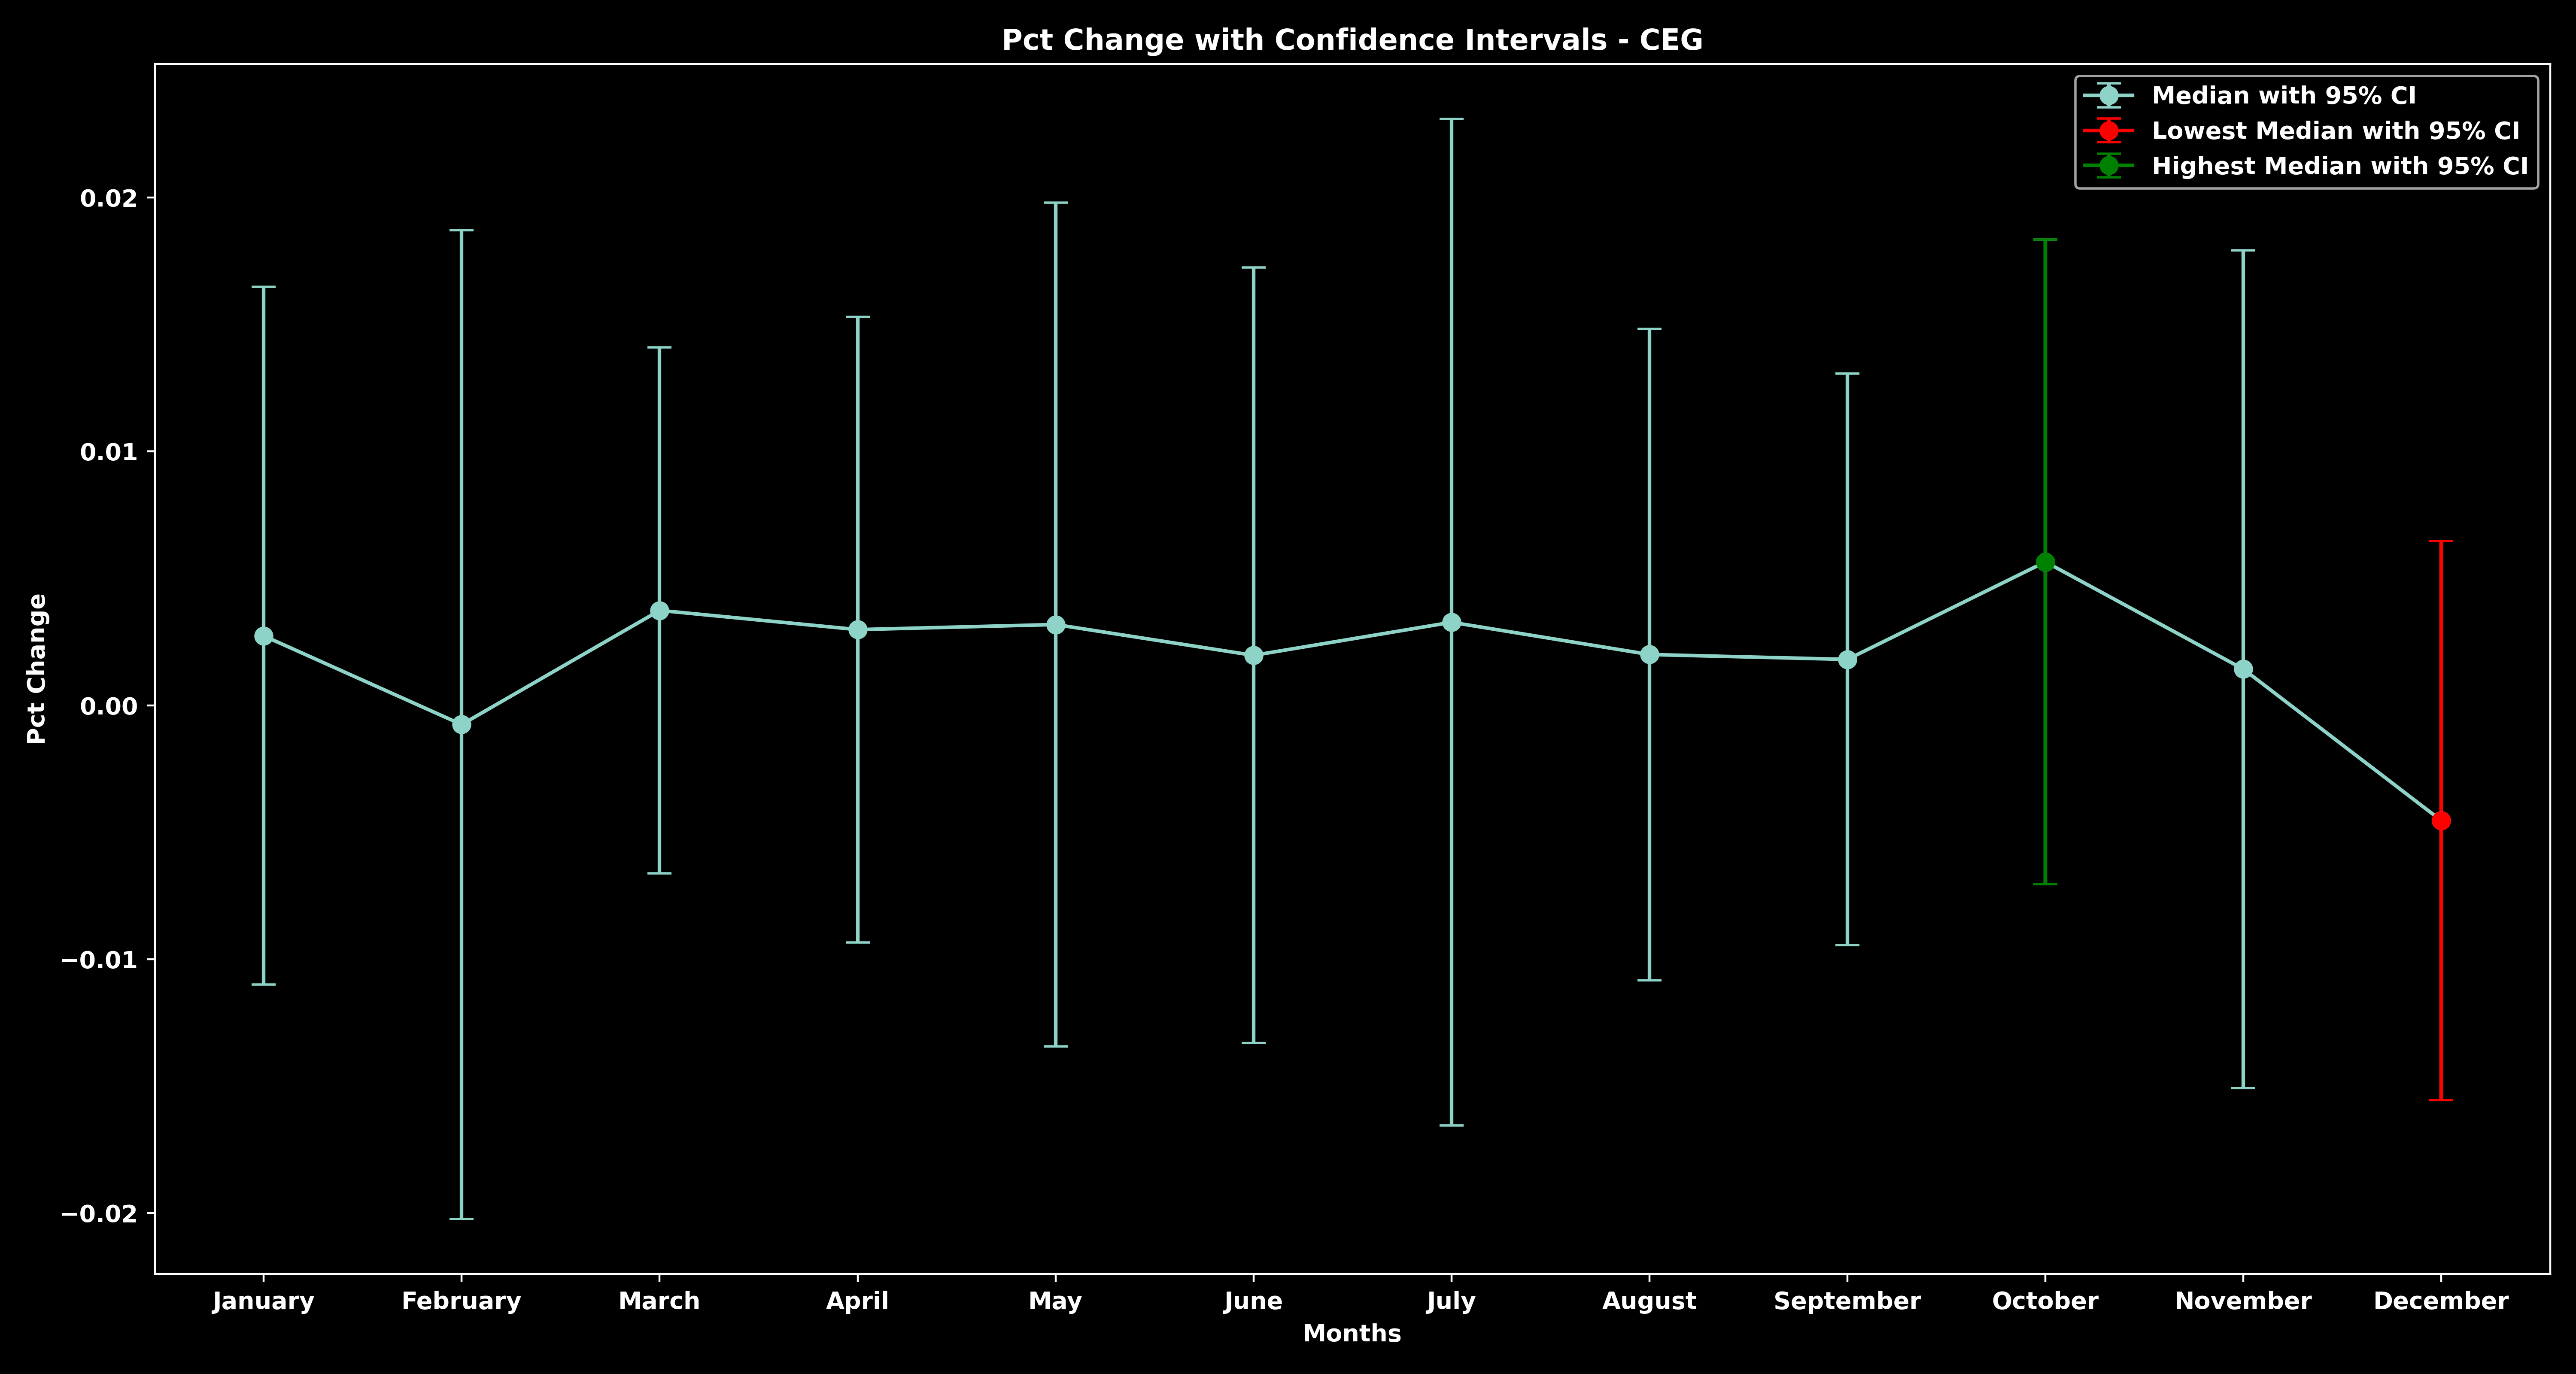 Pct Change with Confidence Intervals - CEG
Median with 95% CI
Lowest Median with 95% CI
Highest Median with 95% CI
Pct Change
0.02
0.01
0.00
−0.01
−0.02
January February March April May June July August September October November December
Months